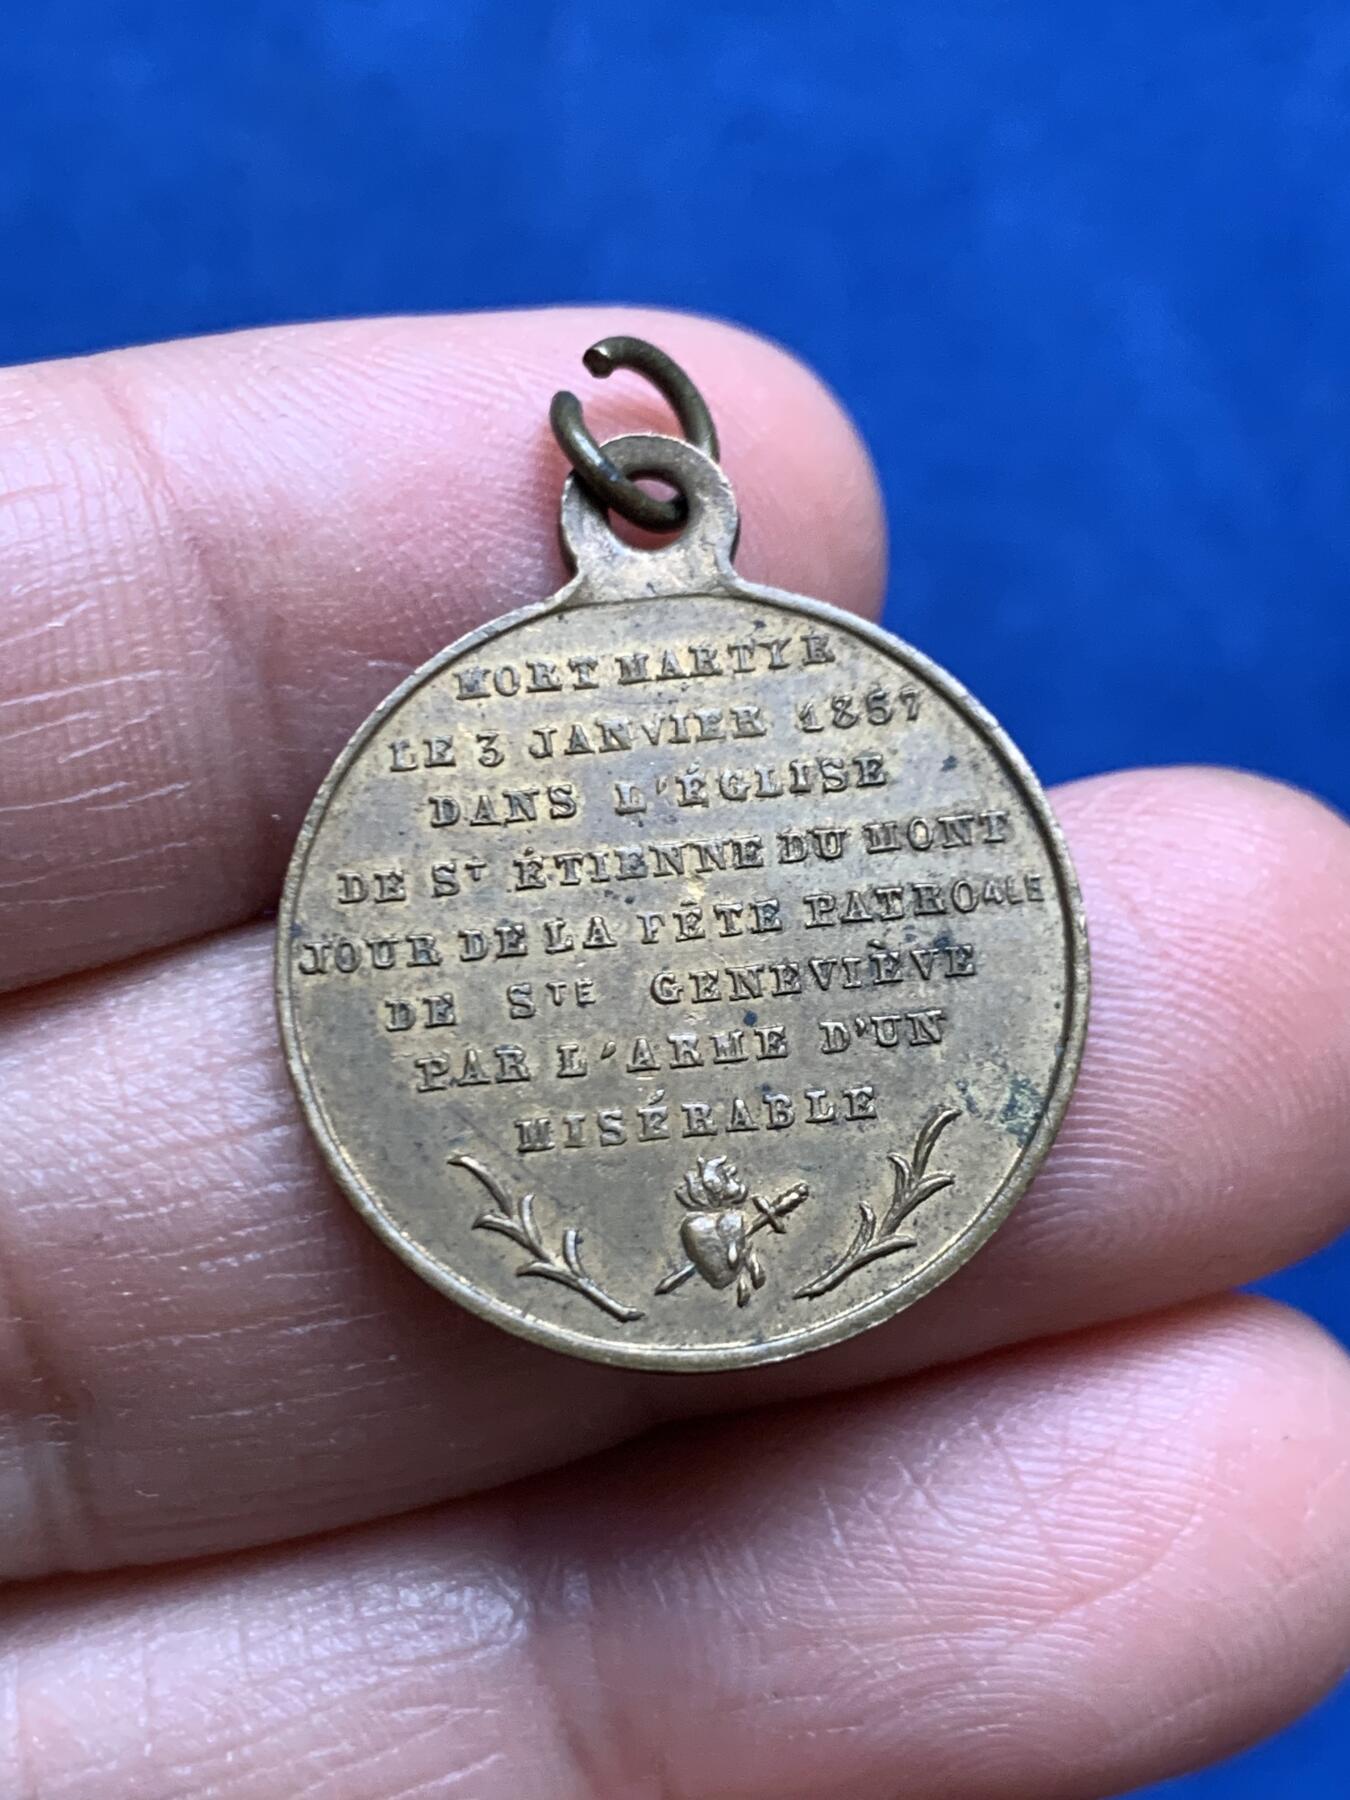 MORT MARTYR
LE 3 JANVIER 1857
DANS L'ÉGLISE
DE ST ÉTIENNE DU MONT
JOUR DE LA FÊTE PATROALE
DE STE GENEVIÈVE
PAR L'ARME D'UN
MISÉRABLE